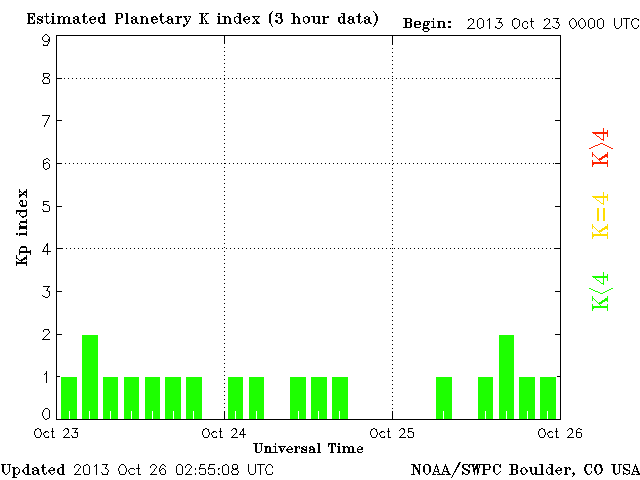 Estimated Planetary K index (3 hour data)
Begin: 2013 Oct 23 0000 UTC
9
8
7
6
5
4
3
2
1
0
Kp index
Oct 23
Oct 24
Oct 25
Oct 26
Universal Time
K>4
K=4
K<4
Updated 2013 Oct 26 02:55:08 UTC
NOAA/SWPC Boulder, CO USA